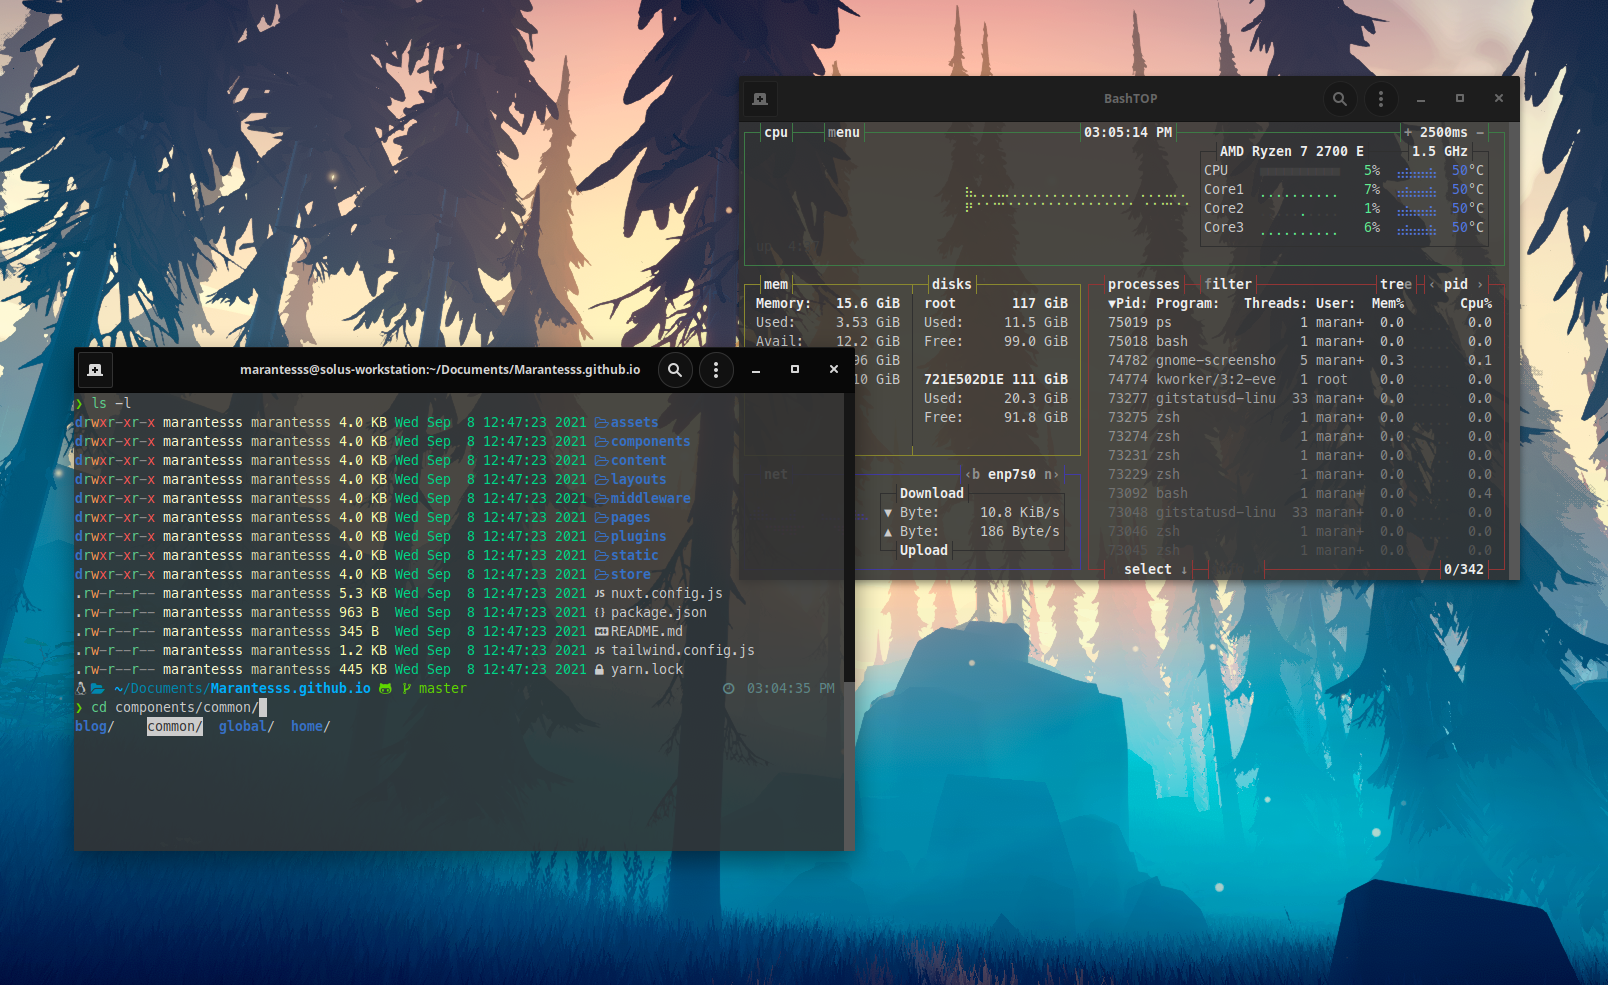 BashTOP
cpu menu 03:05:14 PM + 2500ms −
AMD Ryzen 7 2700 E 1.5 GHz
CPU 5% 50°C
Core1 7% 50°C
Core2 1% 50°C
Core3 6% 50°C
mem disks
Memory: 15.6 GiB root 117 GiB
Used: 3.53 GiB Used: 11.5 GiB
Avail: 12.2 GiB Free: 99.0 GiB
96 GiB
10 GiB 721E502D1E 111 GiB
Used: 20.3 GiB
Free: 91.8 GiB
net ‹b enp7s0 n›
Download
▼ Byte: 10.8 KiB/s
▲ Byte: 186 Byte/s
Upload
processes filter tree ‹ pid ›
▼Pid: Program: Threads: User: Mem% Cpu%
75019 ps 1 maran+ 0.0 0.0
75018 bash 1 maran+ 0.0 0.0
74782 gnome-screensho 5 maran+ 0.3 0.1
74774 kworker/3:2-eve 1 root 0.0 0.0
73277 gitstatusd-linu 33 maran+ 0.0 0.0
73275 zsh 1 maran+ 0.0 0.0
73274 zsh 1 maran+ 0.0 0.0
73231 zsh 1 maran+ 0.0 0.0
73229 zsh 1 maran+ 0.0 0.0
73092 bash 1 maran+ 0.0 0.4
73048 gitstatusd-linu 33 maran+ 0.0 0.0
73046 zsh 1 maran+ 0.0 0.0
73045 zsh 1 maran+ 0.0 0.0
select ↓ 0/342
marantesss@solus-workstation:~/Documents/Marantesss.github.io
❯ ls -l
drwxr-xr-x marantesss marantesss 4.0 KB Wed Sep 8 12:47:23 2021 assets
drwxr-xr-x marantesss marantesss 4.0 KB Wed Sep 8 12:47:23 2021 components
drwxr-xr-x marantesss marantesss 4.0 KB Wed Sep 8 12:47:23 2021 content
drwxr-xr-x marantesss marantesss 4.0 KB Wed Sep 8 12:47:23 2021 layouts
drwxr-xr-x marantesss marantesss 4.0 KB Wed Sep 8 12:47:23 2021 middleware
drwxr-xr-x marantesss marantesss 4.0 KB Wed Sep 8 12:47:23 2021 pages
drwxr-xr-x marantesss marantesss 4.0 KB Wed Sep 8 12:47:23 2021 plugins
drwxr-xr-x marantesss marantesss 4.0 KB Wed Sep 8 12:47:23 2021 static
drwxr-xr-x marantesss marantesss 4.0 KB Wed Sep 8 12:47:23 2021 store
.rw-r--r-- marantesss marantesss 5.3 KB Wed Sep 8 12:47:23 2021 JS nuxt.config.js
.rw-r--r-- marantesss marantesss 963 B Wed Sep 8 12:47:23 2021 {} package.json
.rw-r--r-- marantesss marantesss 345 B Wed Sep 8 12:47:23 2021 README.md
.rw-r--r-- marantesss marantesss 1.2 KB Wed Sep 8 12:47:23 2021 JS tailwind.config.js
.rw-r--r-- marantesss marantesss 445 KB Wed Sep 8 12:47:23 2021 yarn.lock
~/Documents/Marantesss.github.io master 03:04:35 PM
❯ cd components/common/
blog/ common/ global/ home/